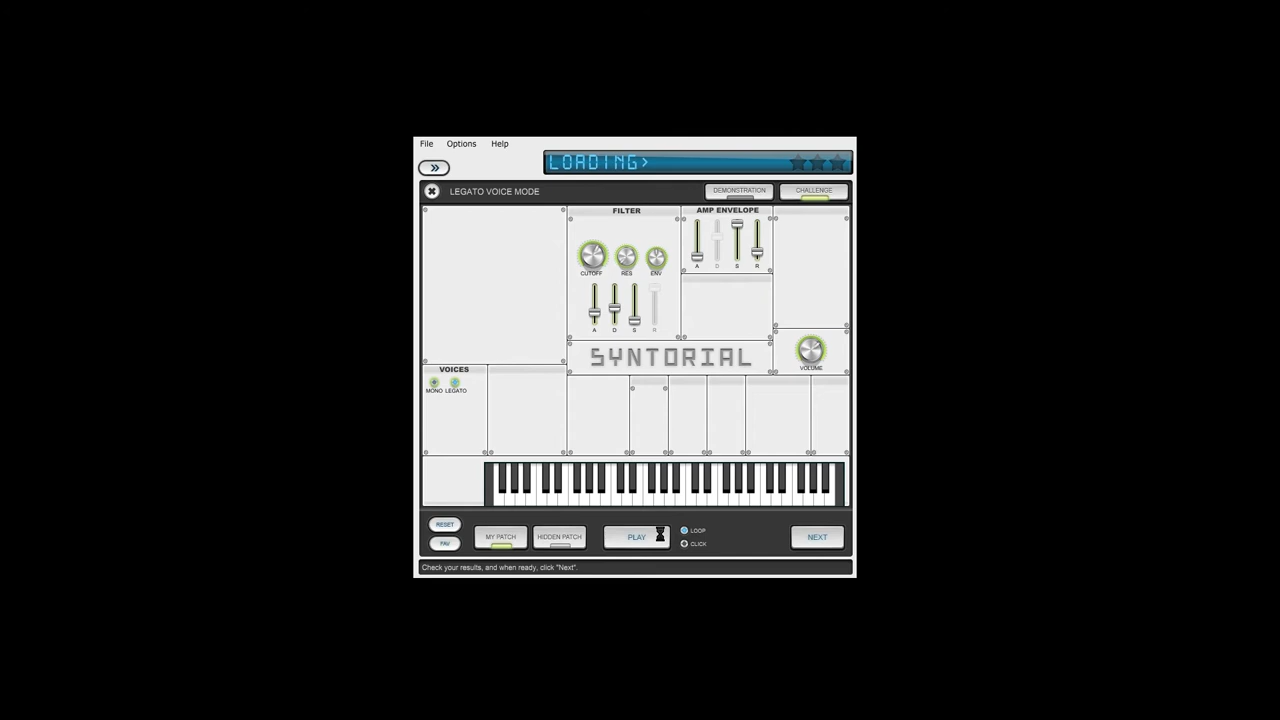 File Options Help
»
LOADING>
LEGATO VOICE MODE
DEMONSTRATION
CHALLENGE
FILTER
AMP ENVELOPE
CUTOFF RES ENV
A D S R
A D S R
SYNTORIAL
VOLUME
VOICES
MONO LEGATO
RESET
FAV
MY PATCH
HIDDEN PATCH
PLAY
LOOP
CLICK
NEXT
Check your results, and when ready, click "Next".